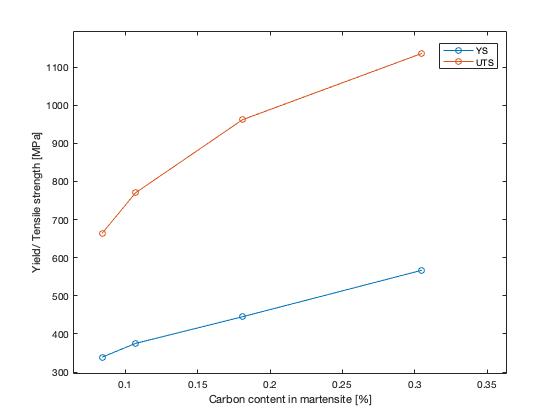 YS
UTS
1100
1000
900
800
700
600
500
400
300
Yield/ Tensile strength [MPa]
0.1 0.15 0.2 0.25 0.3 0.35
Carbon content in martensite [%]